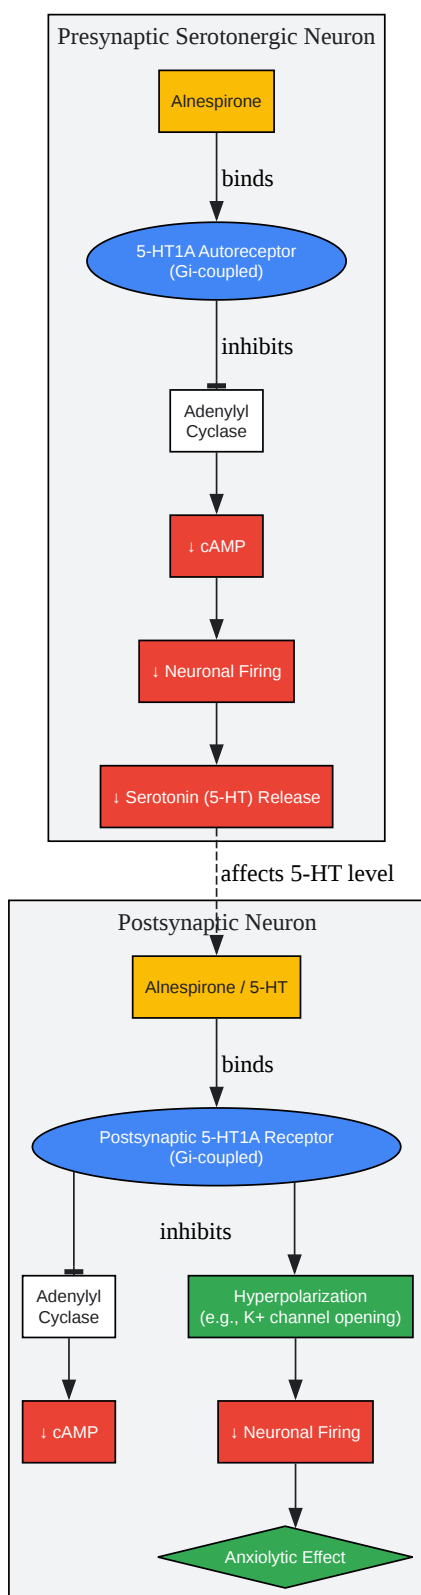 Presynaptic Serotonergic Neuron
Alnespirone
binds
5-HT1A Autoreceptor
(Gi-coupled)
inhibits
Adenylyl
Cyclase
↓ cAMP
↓ Neuronal Firing
↓ Serotonin (5-HT) Release
affects 5-HT level
Postsynaptic Neuron
Alnespirone / 5-HT
binds
Postsynaptic 5-HT1A Receptor
(Gi-coupled)
inhibits
Adenylyl
Cyclase
Hyperpolarization
(e.g., K+ channel opening)
↓ cAMP
↓ Neuronal Firing
Anxiolytic Effect